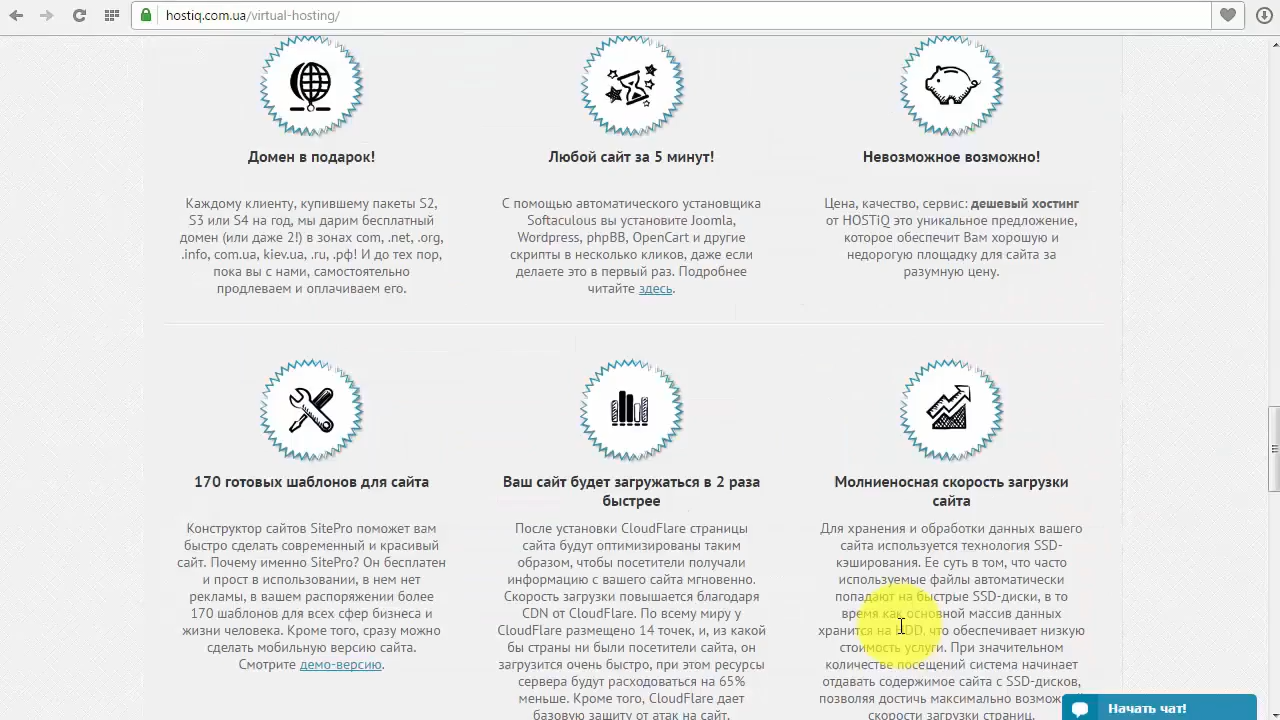 hostiq.com.ua/virtual-hosting/
Домен в подарок!
Каждому клиенту, купившему пакеты S2,
S3 или S4 на год, мы дарим бесплатный
домен (или даже 2!) в зонах com, .net, .org,
.info, com.ua, kiev.ua, .ru, .рф! И до тех пор,
пока вы с нами, самостоятельно
продлеваем и оплачиваем его.
Любой сайт за 5 минут!
С помощью автоматического установщика
Softaculous вы установите Joomla,
Wordpress, phpBB, OpenCart и другие
скрипты в несколько кликов, даже если
делаете это в первый раз. Подробнее
читайте здесь.
Невозможное возможно!
Цена, качество, сервис: дешевый хостинг
от HOSTiQ это уникальное предложение,
которое обеспечит Вам хорошую и
недорогую площадку для сайта за
разумную цену.
170 готовых шаблонов для сайта
Конструктор сайтов SitePro поможет вам
быстро сделать современный и красивый
сайт. Почему именно SitePro? Он бесплатен
и прост в использовании, в нем нет
рекламы, в вашем распоряжении более
170 шаблонов для всех сфер бизнеса и
жизни человека. Кроме того, сразу можно
сделать мобильную версию сайта.
Смотрите демо-версию.
Ваш сайт будет загружаться в 2 раза
быстрее
После установки CloudFlare страницы
сайта будут оптимизированы таким
образом, чтобы посетители получали
информацию с вашего сайта мгновенно.
Скорость загрузки повышается благодаря
CDN от CloudFlare. По всему миру у
CloudFlare размещено 14 точек, и, из какой
бы страны ни были посетители сайта, он
загрузится очень быстро, при этом ресурсы
сервера будут расходоваться на 65%
меньше. Кроме того, CloudFlare дает
базовую защиту от атак на сайт.
Молниеносная скорость загрузки
сайта
Для хранения и обработки данных вашего
сайта используется технология SSD-
кэширования. Ее суть в том, что часто
используемые файлы автоматически
попадают на быстрые SSD-диски, в то
время как основной массив данных
хранится на HDD, что обеспечивает низкую
стоимость услуги. При значительном
количестве посещений система начинает
отдавать содержимое сайта с SSD-дисков,
позволяя достичь максимально
скорости загрузки страниц.
Начать чат!